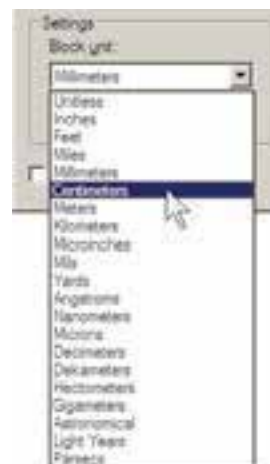 Settings
Block unit:
Millimeters
Unitless
Inches
Feet
Miles
Millimeters
Centimeters
Meters
Kilometers
Microinches
Mils
Yards
Angstroms
Nanometers
Microns
Decimeters
Dekameters
Hectometers
Gigameters
Astronomical
Light Years
Parsecs